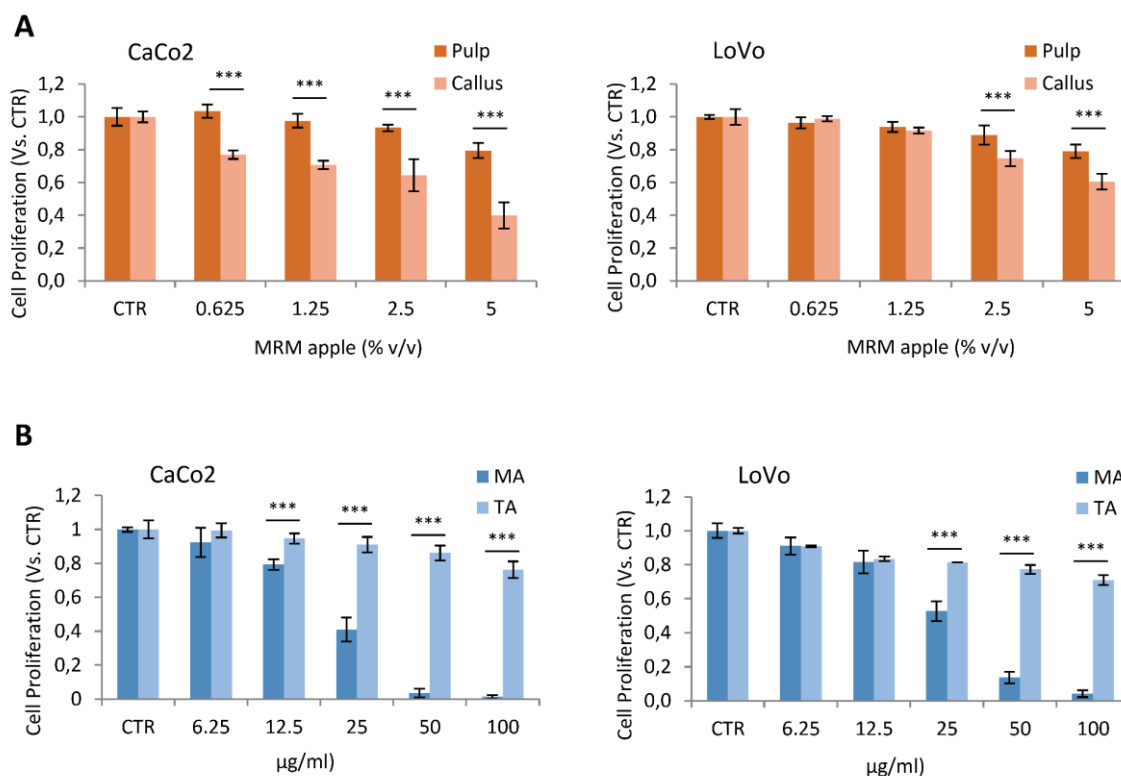 A
CaCo2
Pulp
Callus
Cell Proliferation (Vs. CTR)
1,2
1,0
0,8
0,6
0,4
0,2
0,0
*** *** *** ***
CTR 0.625 1.25 2.5 5
MRM apple (% v/v)
LoVo
Pulp
Callus
Cell Proliferation (Vs. CTR)
1,2
1,0
0,8
0,6
0,4
0,2
0,0
*** ***
CTR 0.625 1.25 2.5 5
MRM apple (% v/v)
B
CaCo2
MA
TA
Cell Proliferation (Vs. CTR)
1,2
1
0,8
0,6
0,4
0,2
0
*** *** *** ***
CTR 6.25 12.5 25 50 100
µg/ml)
LoVo
MA
TA
Cell Proliferation (Vs. CTR)
1,2
1,0
0,8
0,6
0,4
0,2
0,0
*** *** ***
CTR 6.25 12.5 25 50 100
µg/ml)